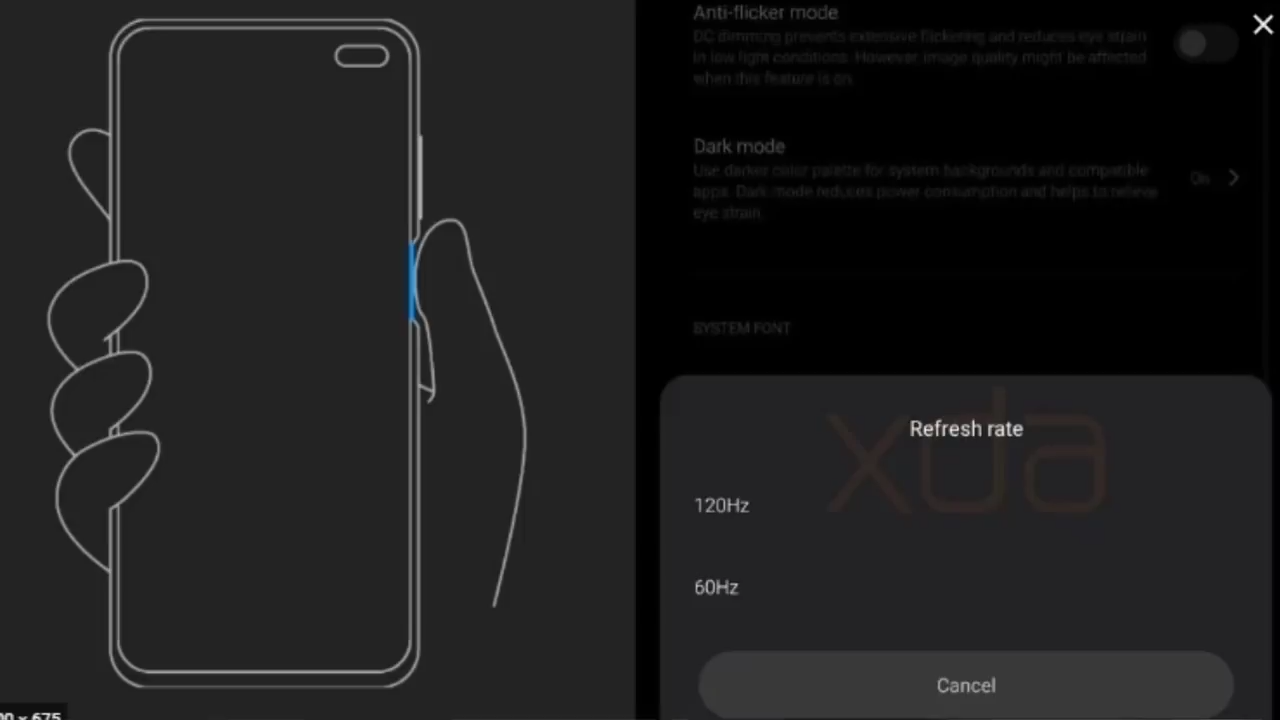 Anti-flicker mode
DC dimming prevents extensive flickering and reduces eye strain
in low light conditions. However, image quality might be affected
when this feature is on.
Dark mode
Use darker color palette for system backgrounds and compatible
apps. Dark mode reduces power consumption and helps to relieve
eye strain.
On
SYSTEM FONT
xda
Refresh rate
120Hz
60Hz
Cancel
675